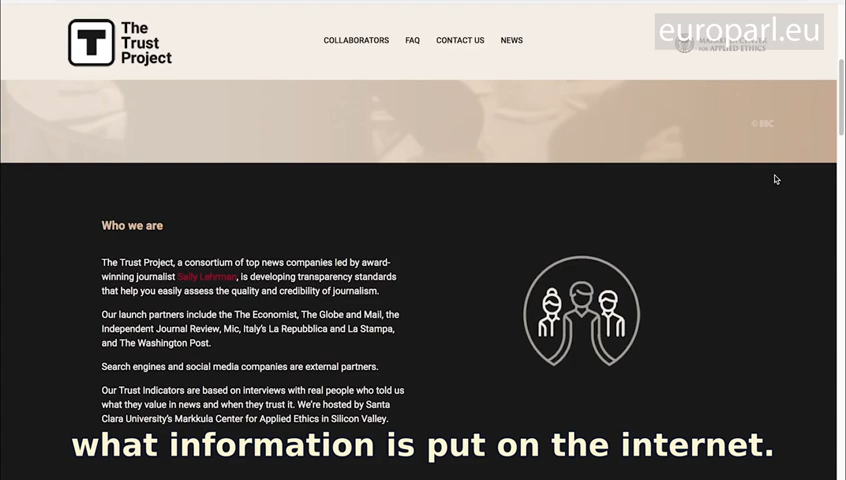 The
Trust
Project
T
COLLABORATORS FAQ CONTACT US NEWS
europarl.eu
FOR APPLIED ETHICS
© BBC
Who we are
The Trust Project, a consortium of top news companies led by award-
winning journalist Sally Lehrman, is developing transparency standards
that help you easily assess the quality and credibility of journalism.
Our launch partners include the The Economist, The Globe and Mail, the
Independent Journal Review, Mic, Italy's La Repubblica and La Stampa,
and The Washington Post.
Search engines and social media companies are external partners.
Our Trust Indicators are based on interviews with real people who told us
what they value in news and when they trust it. We're hosted by Santa
Clara University's Markkula Center for Applied Ethics in Silicon Valley.
what information is put on the internet.